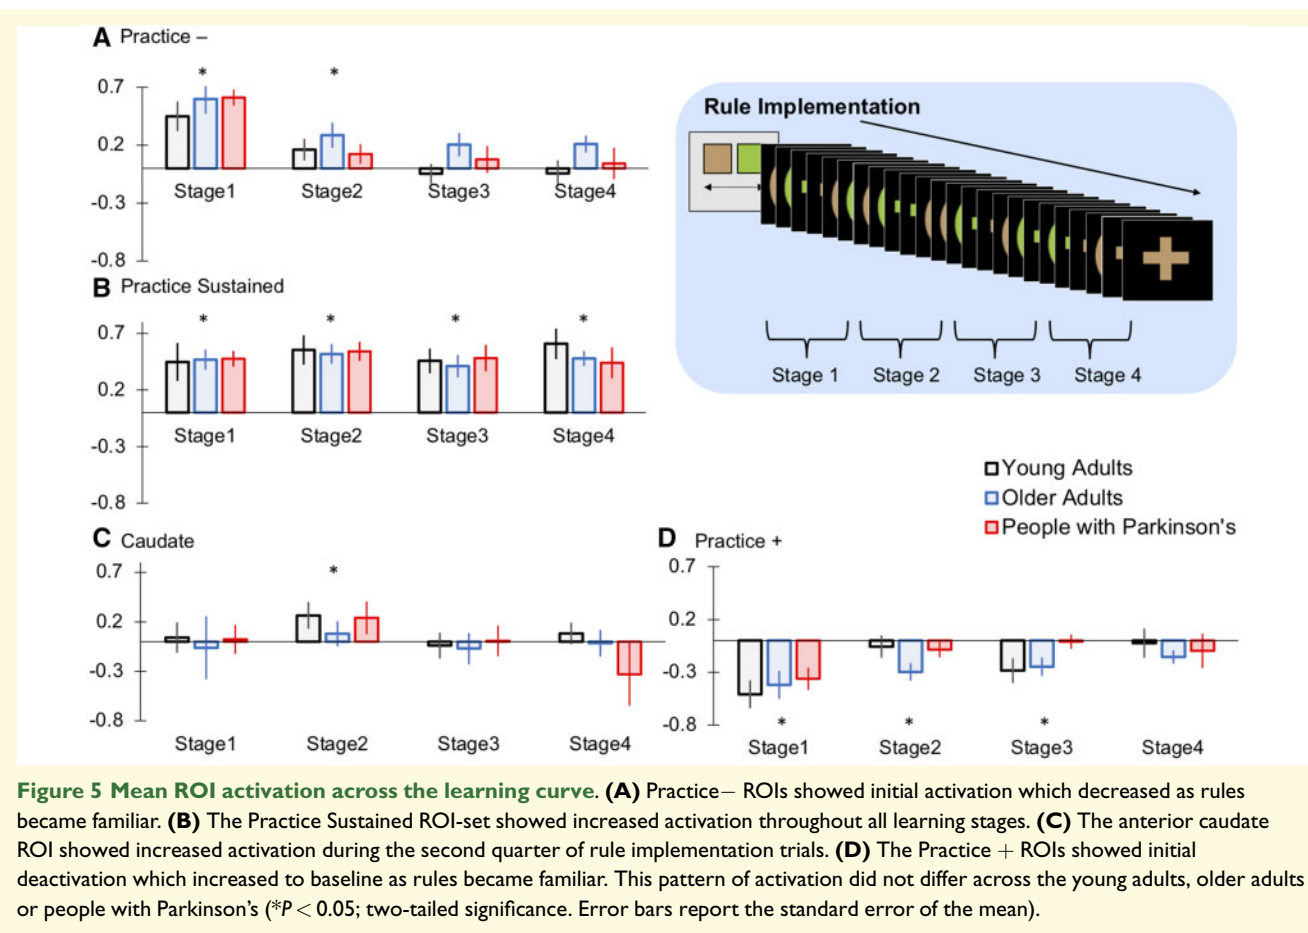 A Practice –
*
*
0.7
0.2
-0.3
-0.8
Stage1
Stage2
Stage3
Stage4
Rule Implementation
Stage 1
Stage 2
Stage 3
Stage 4
B Practice Sustained
*
*
*
*
0.7
0.2
-0.3
-0.8
Stage1
Stage2
Stage3
Stage4
Young Adults
Older Adults
People with Parkinson's
C Caudate
*
0.7
0.2
-0.3
-0.8
Stage1
Stage2
Stage3
Stage4
D Practice +
0.7
0.2
-0.3
-0.8
*
*
*
Stage1
Stage2
Stage3
Stage4
Figure 5 Mean ROI activation across the learning curve. (A) Practice− ROIs showed initial activation which decreased as rules
became familiar. (B) The Practice Sustained ROI-set showed increased activation throughout all learning stages. (C) The anterior caudate
ROI showed increased activation during the second quarter of rule implementation trials. (D) The Practice + ROIs showed initial
deactivation which increased to baseline as rules became familiar. This pattern of activation did not differ across the young adults, older adults
or people with Parkinson's (*P < 0.05; two-tailed significance. Error bars report the standard error of the mean).